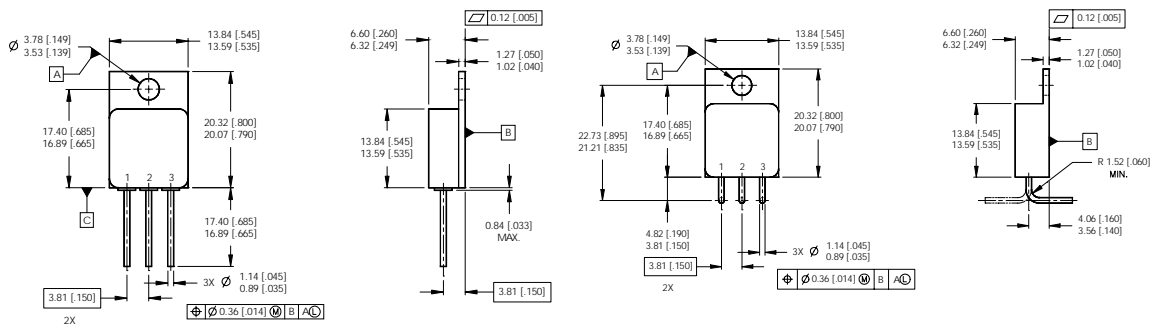 Ø 3.78 [.149]
3.53 [.139]
A
13.84 [.545]
13.59 [.535]
17.40 [.685]
16.89 [.665]
20.32 [.800]
20.07 [.790]
1 2 3
C
17.40 [.685]
16.89 [.665]
3X Ø 1.14 [.045]
0.89 [.035]
3.81 [.150]
2X
⌖ Ø 0.36 [.014] Ⓜ B A Ⓛ
▱ 0.12 [.005]
6.60 [.260]
6.32 [.249]
1.27 [.050]
1.02 [.040]
13.84 [.545]
13.59 [.535]
B
0.84 [.033]
MAX.
3.81 [.150]
Ø 3.78 [.149]
3.53 [.139]
A
13.84 [.545]
13.59 [.535]
22.73 [.895]
21.21 [.835]
17.40 [.685]
16.89 [.665]
20.32 [.800]
20.07 [.790]
1 2 3
4.82 [.190]
3.81 [.150]
3.81 [.150]
2X
3X Ø 1.14 [.045]
0.89 [.035]
⌖ Ø 0.36 [.014] Ⓜ B A Ⓛ
▱ 0.12 [.005]
6.60 [.260]
6.32 [.249]
1.27 [.050]
1.02 [.040]
13.84 [.545]
13.59 [.535]
B
R 1.52 [.060]
MIN.
4.06 [.160]
3.56 [.140]